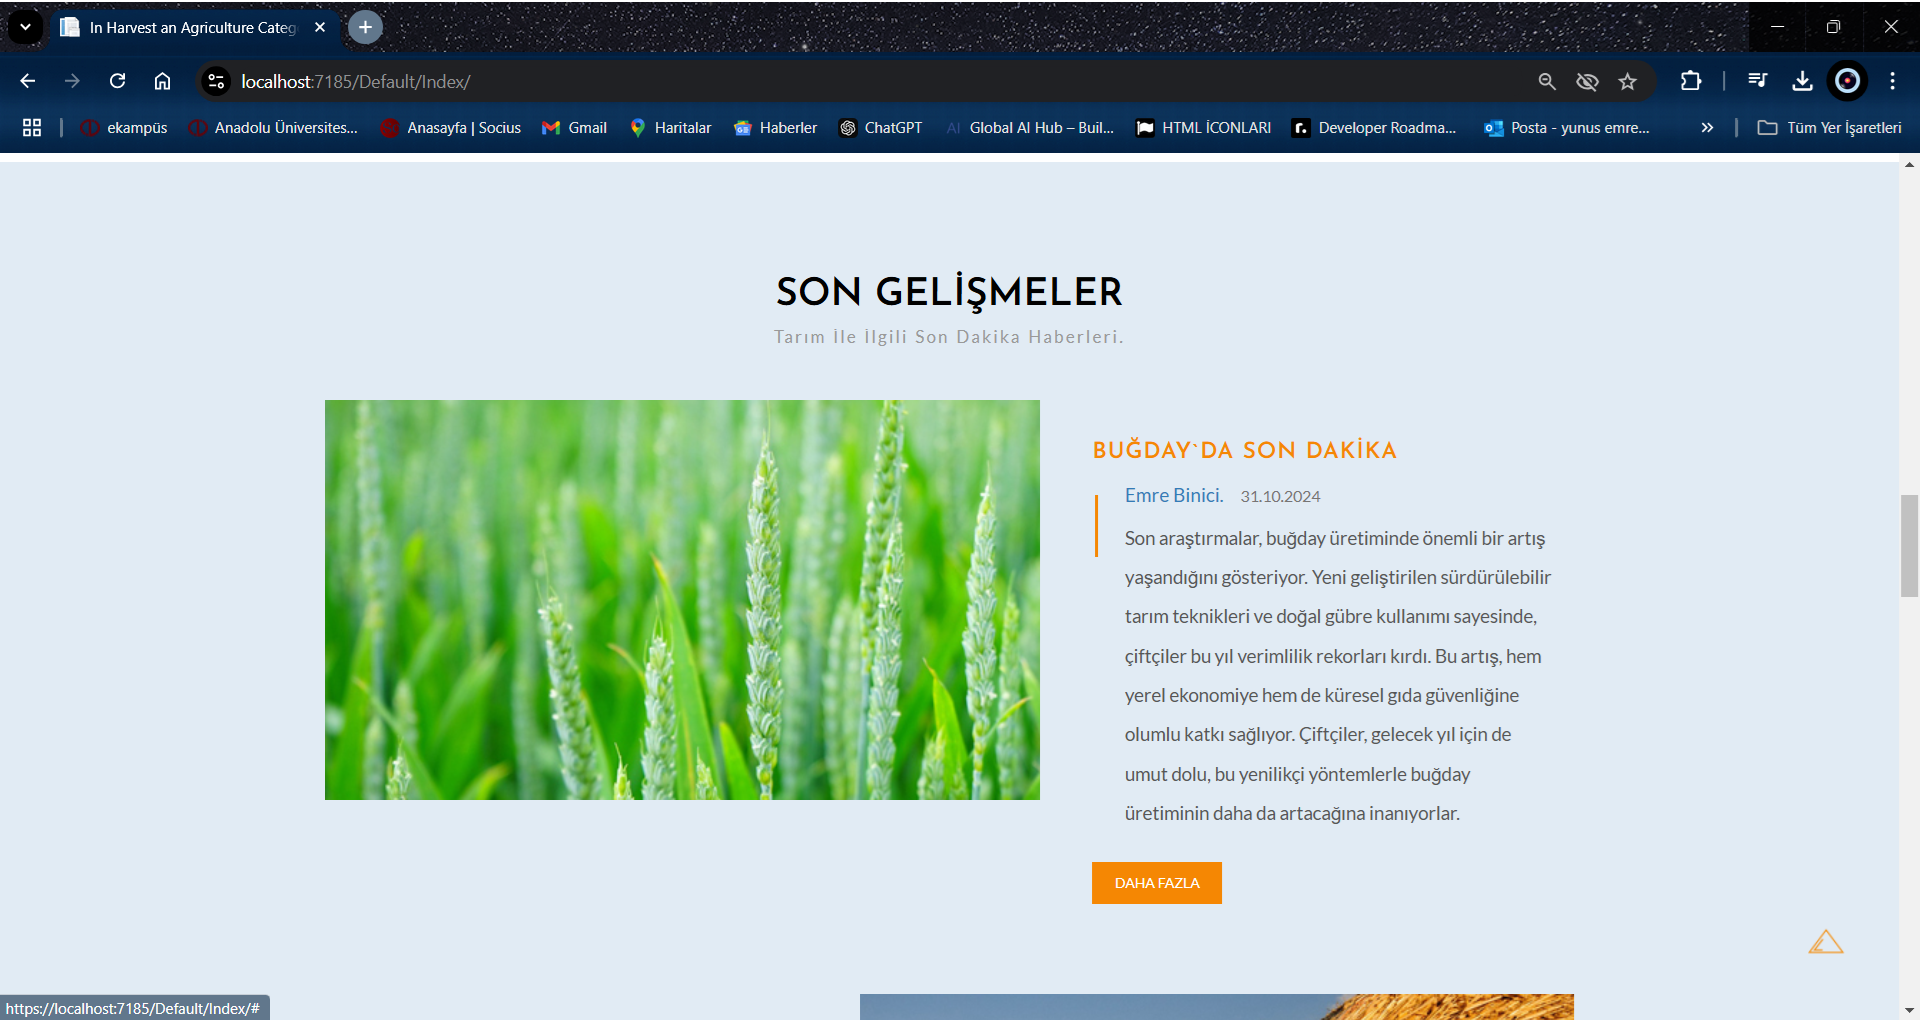 In Harvest an Agriculture Categ
localhost:7185/Default/Index/
ekampüs
Anadolu Üniversites...
Anasayfa | Socius
Gmail
Haritalar
Haberler
ChatGPT
AI Global AI Hub – Buil...
HTML İCONLARI
r. Developer Roadma...
Posta - yunus emre...
»
Tüm Yer İşaretleri
SON GELİŞMELER
Tarım İle İlgili Son Dakika Haberleri.
BUĞDAY`DA SON DAKİKA
Emre Binici. 31.10.2024
Son araştırmalar, buğday üretiminde önemli bir artış
yaşandığını gösteriyor. Yeni geliştirilen sürdürülebilir
tarım teknikleri ve doğal gübre kullanımı sayesinde,
çiftçiler bu yıl verimlilik rekorları kırdı. Bu artış, hem
yerel ekonomiye hem de küresel gıda güvenliğine
olumlu katkı sağlıyor. Çiftçiler, gelecek yıl için de
umut dolu, bu yenilikçi yöntemlerle buğday
üretiminin daha da artacağına inanıyorlar.
DAHA FAZLA
https://localhost:7185/Default/Index/#